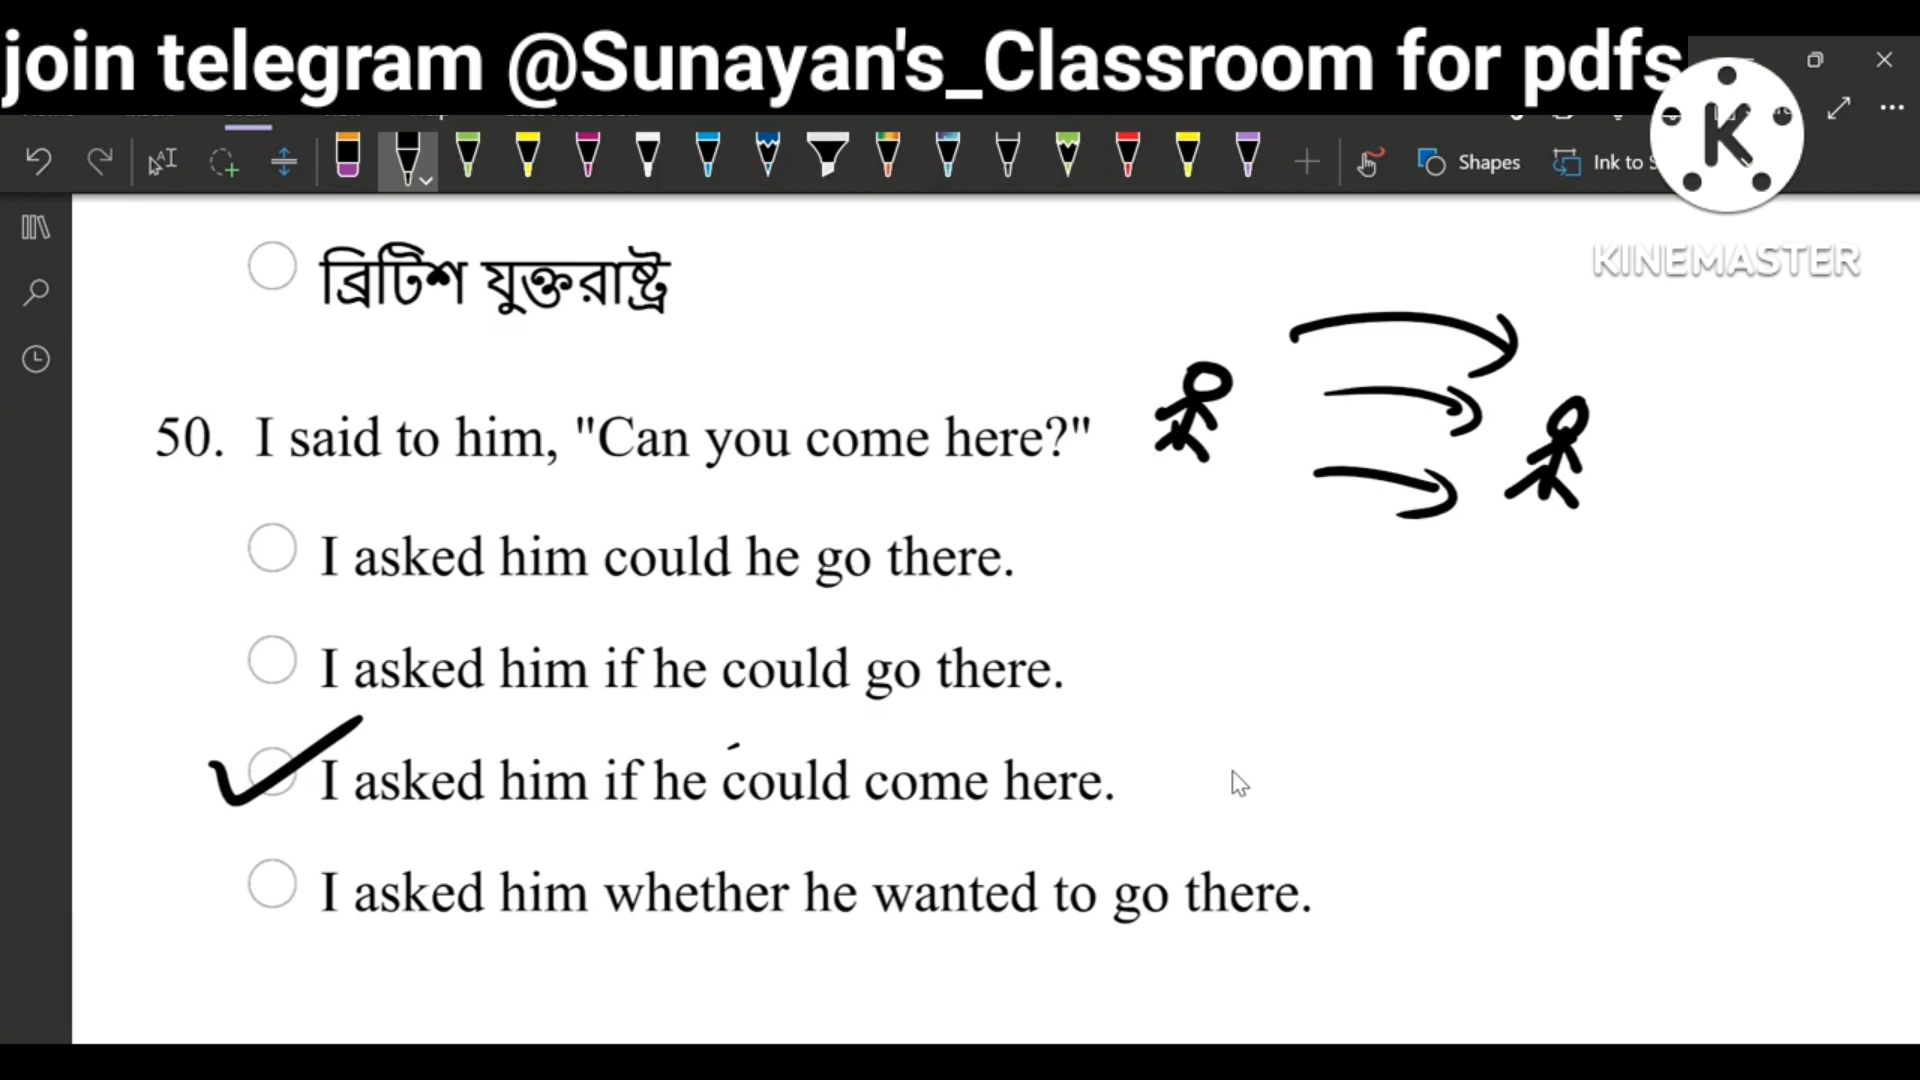 join telegram @Sunayan's_Classroom for pdfs
Shapes
Ink to
K
KINEMASTER
ব্রিটিশ যুক্তরাষ্ট্র
50. I said to him, "Can you come here?"
I asked him could he go there.
I asked him if he could go there.
I asked him if he could come here.
I asked him whether he wanted to go there.